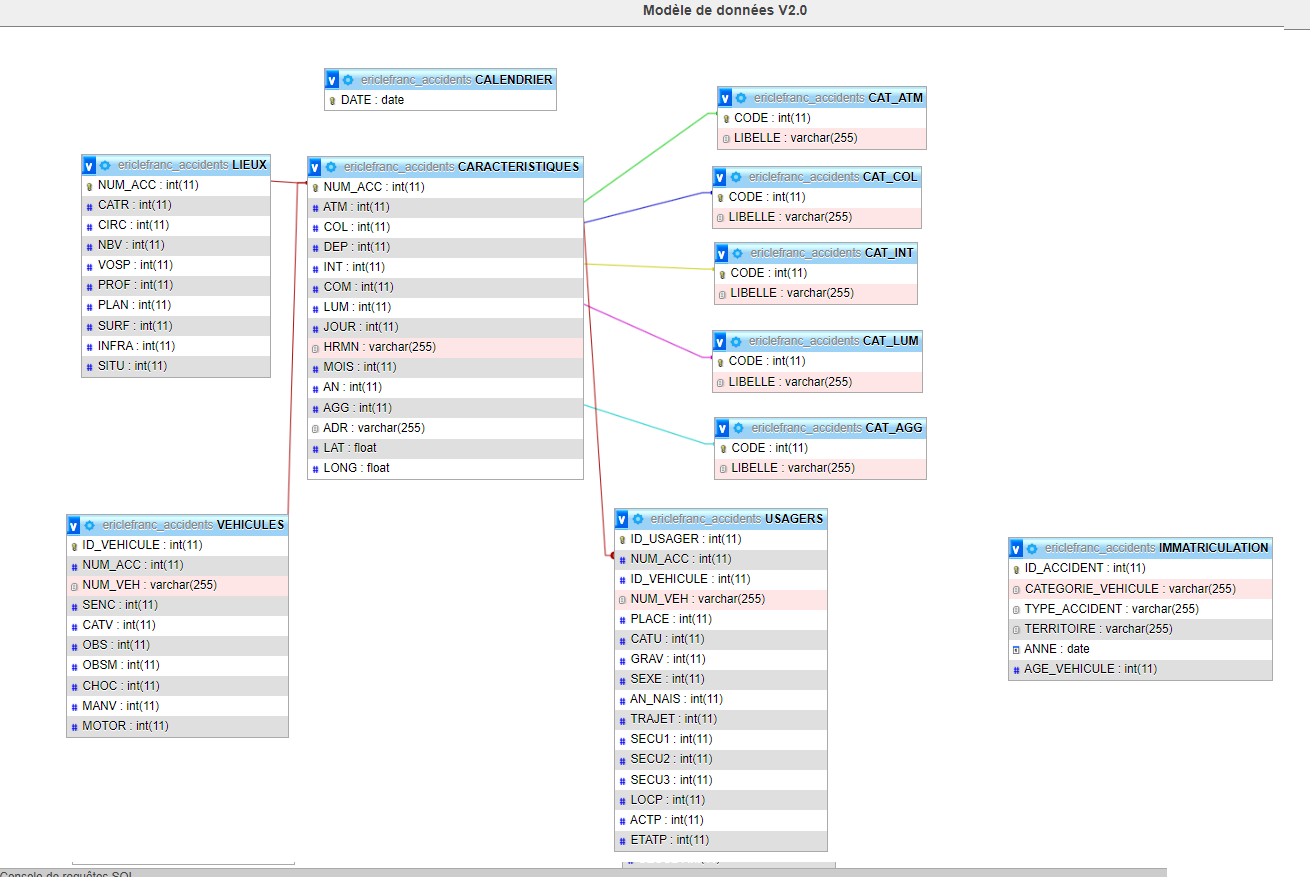 Modèle de données V2.0
v ericlefranc_accidents CALENDRIER
DATE : date
v ericlefranc_accidents LIEUX
NUM_ACC : int(11)
# CATR : int(11)
# CIRC : int(11)
# NBV : int(11)
# VOSP : int(11)
# PROF : int(11)
# PLAN : int(11)
# SURF : int(11)
# INFRA : int(11)
# SITU : int(11)
v ericlefranc_accidents CARACTERISTIQUES
NUM_ACC : int(11)
# ATM : int(11)
# COL : int(11)
# DEP : int(11)
# INT : int(11)
# COM : int(11)
# LUM : int(11)
# JOUR : int(11)
HRMN : varchar(255)
# MOIS : int(11)
# AN : int(11)
# AGG : int(11)
ADR : varchar(255)
# LAT : float
# LONG : float
v ericlefranc_accidents CAT_ATM
CODE : int(11)
LIBELLE : varchar(255)
v ericlefranc_accidents CAT_COL
CODE : int(11)
LIBELLE : varchar(255)
v ericlefranc_accidents CAT_INT
CODE : int(11)
LIBELLE : varchar(255)
v ericlefranc_accidents CAT_LUM
CODE : int(11)
LIBELLE : varchar(255)
v ericlefranc_accidents CAT_AGG
CODE : int(11)
LIBELLE : varchar(255)
v ericlefranc_accidents VEHICULES
ID_VEHICULE : int(11)
# NUM_ACC : int(11)
NUM_VEH : varchar(255)
# SENC : int(11)
# CATV : int(11)
# OBS : int(11)
# OBSM : int(11)
# CHOC : int(11)
# MANV : int(11)
# MOTOR : int(11)
v ericlefranc_accidents USAGERS
ID_USAGER : int(11)
# NUM_ACC : int(11)
# ID_VEHICULE : int(11)
NUM_VEH : varchar(255)
# PLACE : int(11)
# CATU : int(11)
# GRAV : int(11)
# SEXE : int(11)
# AN_NAIS : int(11)
# TRAJET : int(11)
# SECU1 : int(11)
# SECU2 : int(11)
# SECU3 : int(11)
# LOCP : int(11)
# ACTP : int(11)
# ETATP : int(11)
v ericlefranc_accidents IMMATRICULATION
ID_ACCIDENT : int(11)
CATEGORIE_VEHICULE : varchar(255)
TYPE_ACCIDENT : varchar(255)
TERRITOIRE : varchar(255)
ANNE : date
# AGE_VEHICULE : int(11)
Console de requêtes SQL